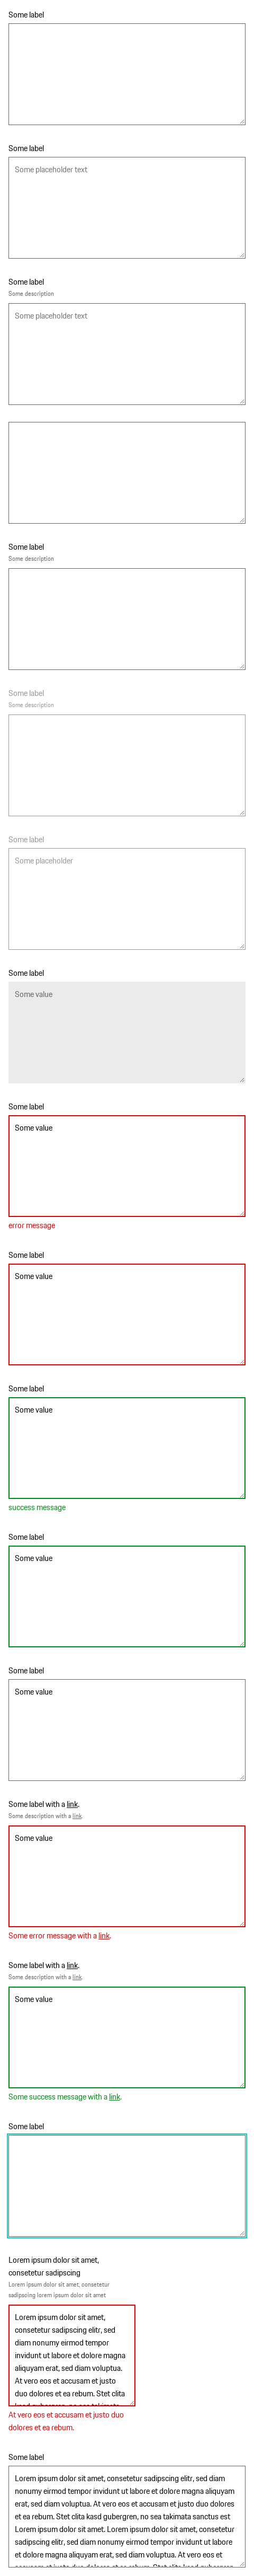 Some label
Some label
Some placeholder text
Some label
Some description
Some placeholder text
Some label
Some description
Some label
Some description
Some label
Some placeholder
Some label
Some value
Some label
Some value
error message
Some label
Some value
Some label
Some value
success message
Some label
Some value
Some label
Some value
Some label with a link.
Some description with a link
Some value
Some error message with a link.
Some label with a link.
Some description with a link
Some value
Some success message with a link.
Some label
Lorem ipsum dolor sit amet,
consetetur sadipscing
Lorem ipsum dolor sit amet, consetetur
sadipscing lorem ipsum dolor sit amet
Lorem ipsum dolor sit amet,
consetetur sadipscing elitr, sed
diam nonumy eirmod tempor
invidunt ut labore et dolore magna
aliquyam erat, sed diam voluptua.
At vero eos et accusam et justo
duo dolores et ea rebum. Stet clita
At vero eos et accusam et justo duo
dolores et ea rebum.
Some label
Lorem ipsum dolor sit amet, consetetur sadipscing elitr, sed diam
nonumy eirmod tempor invidunt ut labore et dolore magna aliquyam
erat, sed diam voluptua. At vero eos et accusam et justo duo dolores
et ea rebum. Stet clita kasd gubergren, no sea takimata sanctus est
Lorem ipsum dolor sit amet. Lorem ipsum dolor sit amet, consetetur
sadipscing elitr, sed diam nonumy eirmod tempor invidunt ut labore
et dolore magna aliquyam erat, sed diam voluptua. At vero eos et